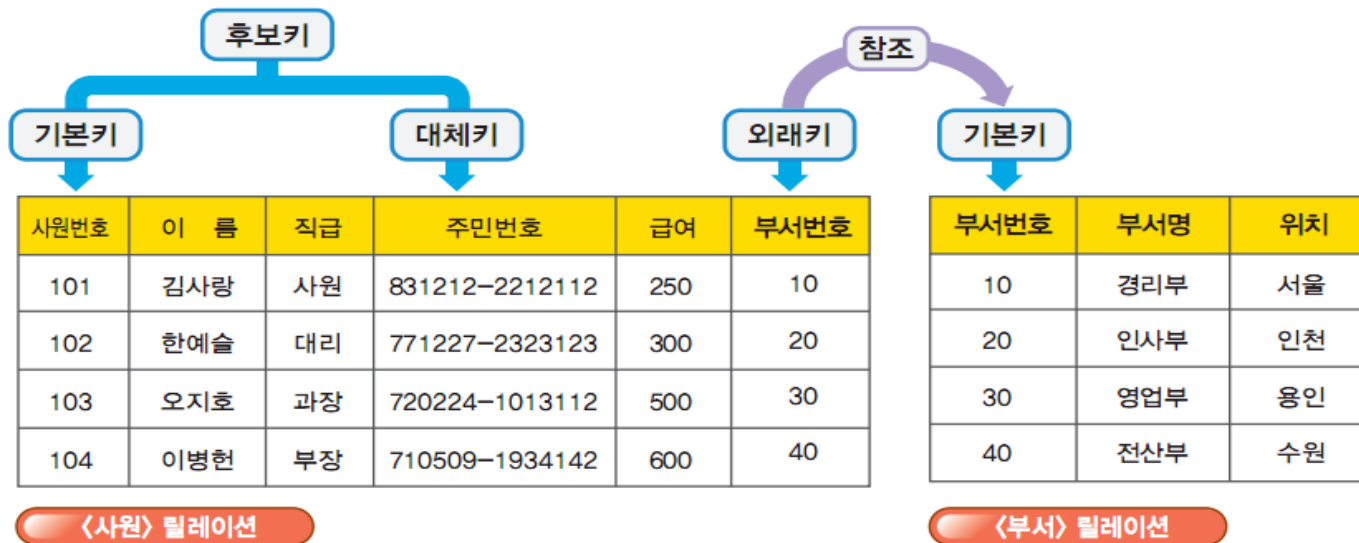 후보키
참조
기본키 대체키 외래키 기본키
사원번호 이 름 직급 주민번호 급여 부서번호 부서번호 부서명 위치
101 김사랑 사원 831212-2212112 250 10 10 경리부 서울
102 한예슬 대리 771227-2323123 300 20 20 인사부 인천
103 오지호 과장 720224-1013112 500 30 30 영업부 용인
104 이병헌 부장 710509-1934142 600 40 40 전산부 수원
〈사원〉 릴레이션 〈부서〉 릴레이션